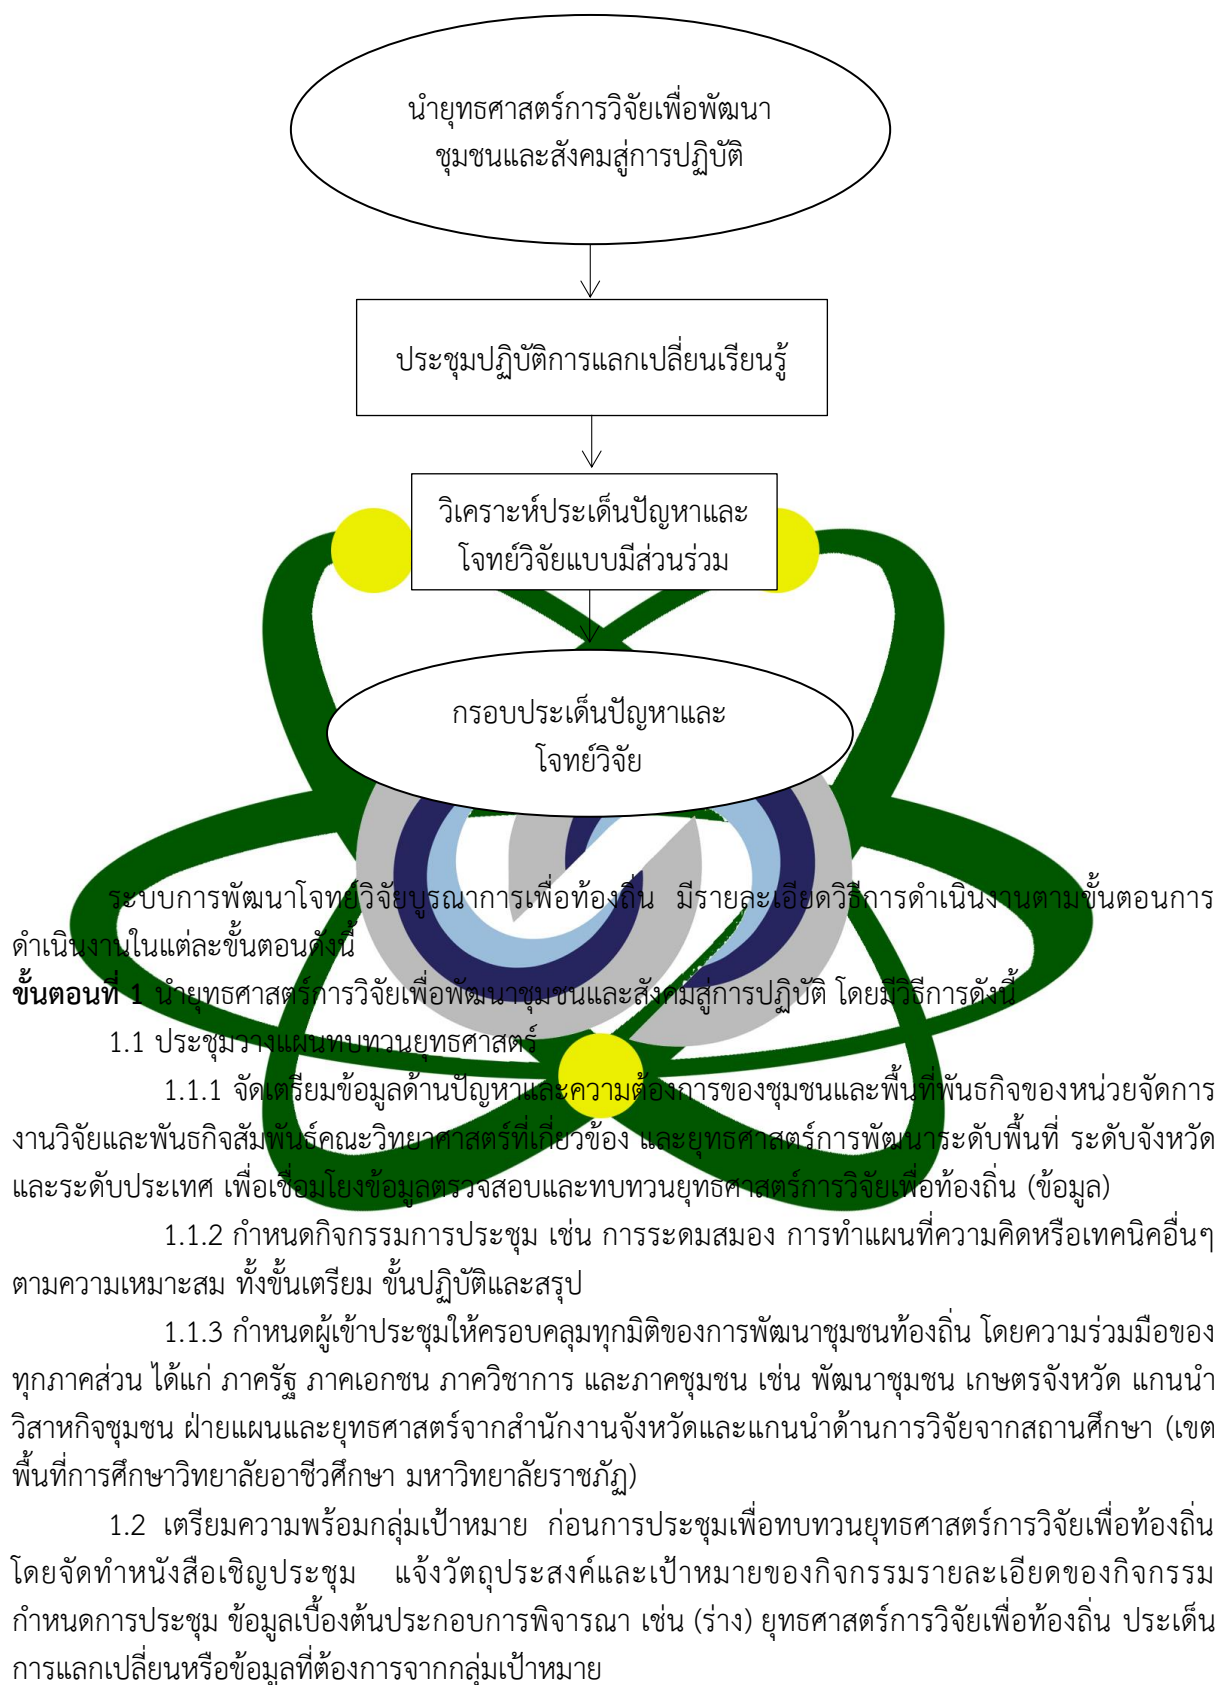 นำยุทธศาสตร์การวิจัยเพื่อพัฒนา
ชุมชนและสังคมสู่การปฏิบัติ
ประชุมปฏิบัติการแลกเปลี่ยนเรียนรู้
วิเคราะห์ประเด็นปัญหาและ
โจทย์วิจัยแบบมีส่วนร่วม
กรอบประเด็นปัญหาและ
โจทย์วิจัย
ระบบการพัฒนาโจทย์วิจัยบูรณาการเพื่อท้องถิ่น มีรายละเอียดวิธีการดำเนินงานตามขั้นตอนการ
ดำเนินงานในแต่ละขั้นตอนดังนี้
ขั้นตอนที่ 1 นำยุทธศาสตร์การวิจัยเพื่อพัฒนาชุมชนและสังคมสู่การปฏิบัติ โดยมีวิธีการดังนี้
1.1 ประชุมวางแผนทบทวนยุทธศาสตร์
1.1.1 จัดเตรียมข้อมูลด้านปัญหาและความต้องการของชุมชนและพื้นที่พันธกิจของหน่วยจัดการ
งานวิจัยและพันธกิจสัมพันธ์คณะวิทยาศาสตร์ที่เกี่ยวข้อง และยุทธศาสตร์การพัฒนาระดับพื้นที่ ระดับจังหวัด
และระดับประเทศ เพื่อเชื่อมโยงข้อมูลตรวจสอบและทบทวนยุทธศาสตร์การวิจัยเพื่อท้องถิ่น (ข้อมูล)
1.1.2 กำหนดกิจกรรมการประชุม เช่น การระดมสมอง การทำแผนที่ความคิดหรือเทคนิคอื่นๆ
ตามความเหมาะสม ทั้งขั้นเตรียม ขั้นปฏิบัติและสรุป
1.1.3 กำหนดผู้เข้าประชุมให้ครอบคลุมทุกมิติของการพัฒนาชุมชนท้องถิ่น โดยความร่วมมือของ
ทุกภาคส่วน ได้แก่ ภาครัฐ ภาคเอกชน ภาควิชาการ และภาคชุมชน เช่น พัฒนาชุมชน เกษตรจังหวัด แกนนำ
วิสาหกิจชุมชน ฝ่ายแผนและยุทธศาสตร์จากสำนักงานจังหวัดและแกนนำด้านการวิจัยจากสถานศึกษา (เขต
พื้นที่การศึกษาวิทยาลัยอาชีวศึกษา มหาวิทยาลัยราชภัฏ)
1.2 เตรียมความพร้อมกลุ่มเป้าหมาย ก่อนการประชุมเพื่อทบทวนยุทธศาสตร์การวิจัยเพื่อท้องถิ่น
โดยจัดทำหนังสือเชิญประชุม แจ้งวัตถุประสงค์และเป้าหมายของกิจกรรมรายละเอียดของกิจกรรม
กำหนดการประชุม ข้อมูลเบื้องต้นประกอบการพิจารณา เช่น (ร่าง) ยุทธศาสตร์การวิจัยเพื่อท้องถิ่น ประเด็น
การแลกเปลี่ยนหรือข้อมูลที่ต้องการจากกลุ่มเป้าหมาย